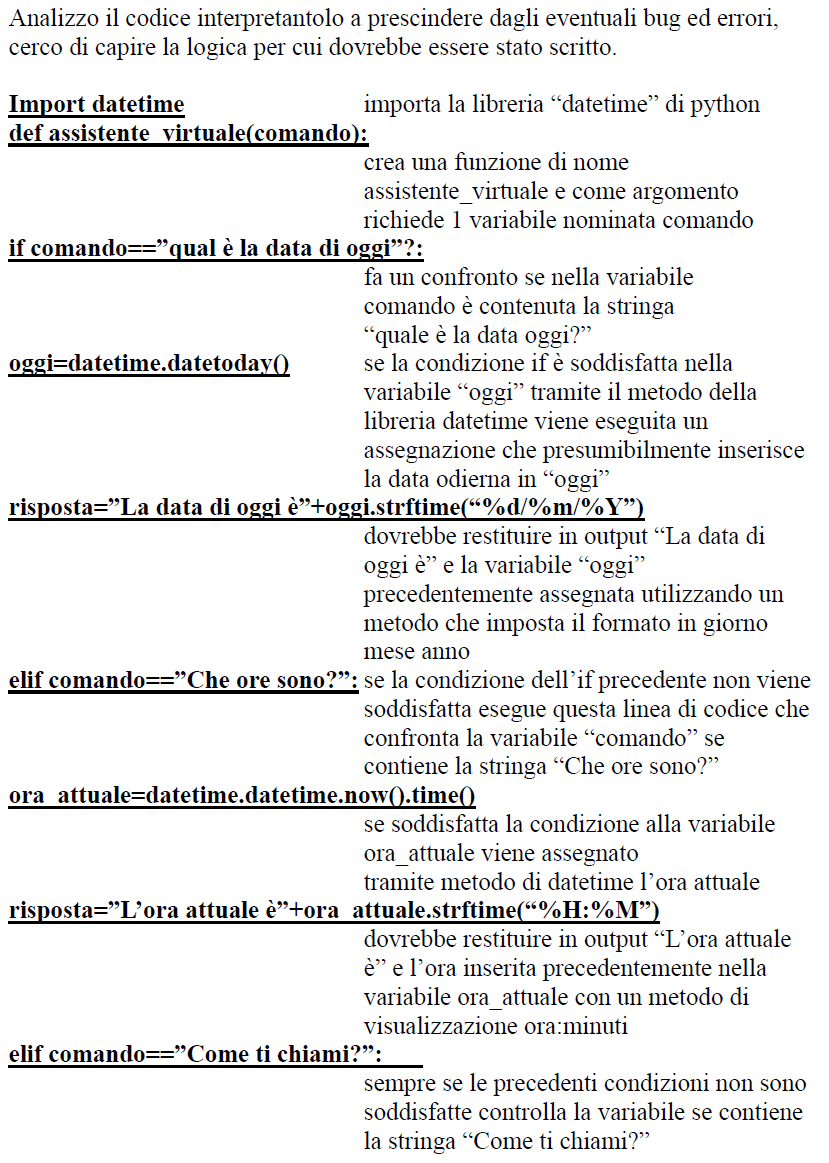 Analizzo il codice interpretantolo a prescindere dagli eventuali bug ed errori,
cerco di capire la logica per cui dovrebbe essere stato scritto.
Import datetime importa la libreria “datetime” di python
def assistente_virtuale(comando):
crea una funzione di nome
assistente_virtuale e come argomento
richiede 1 variabile nominata comando
if comando==”qual è la data di oggi”?:
fa un confronto se nella variabile
comando è contenuta la stringa
“quale è la data oggi?”
oggi=datetime.datetoday() se la condizione if è soddisfatta nella
variabile “oggi” tramite il metodo della
libreria datetime viene eseguita un
assegnazione che presumibilmente inserisce
la data odierna in “oggi”
risposta=”La data di oggi è”+oggi.strftime(“%d/%m/%Y”)
dovrebbe restituire in output “La data di
oggi è” e la variabile “oggi”
precedentemente assegnata utilizzando un
metodo che imposta il formato in giorno
mese anno
elif comando==”Che ore sono?”: se la condizione dell’if precedente non viene
soddisfatta esegue questa linea di codice che
confronta la variabile “comando” se
contiene la stringa “Che ore sono?”
ora_attuale=datetime.datetime.now().time()
se soddisfatta la condizione alla variabile
ora_attuale viene assegnato
tramite metodo di datetime l’ora attuale
risposta=”L’ora attuale è”+ora_attuale.strftime(“%H:%M”)
dovrebbe restituire in output “L’ora attuale
è” e l’ora inserita precedentemente nella
variabile ora_attuale con un metodo di
visualizzazione ora:minuti
elif comando==”Come ti chiami?”:
sempre se le precedenti condizioni non sono
soddisfatte controlla la variabile se contiene
la stringa “Come ti chiami?”